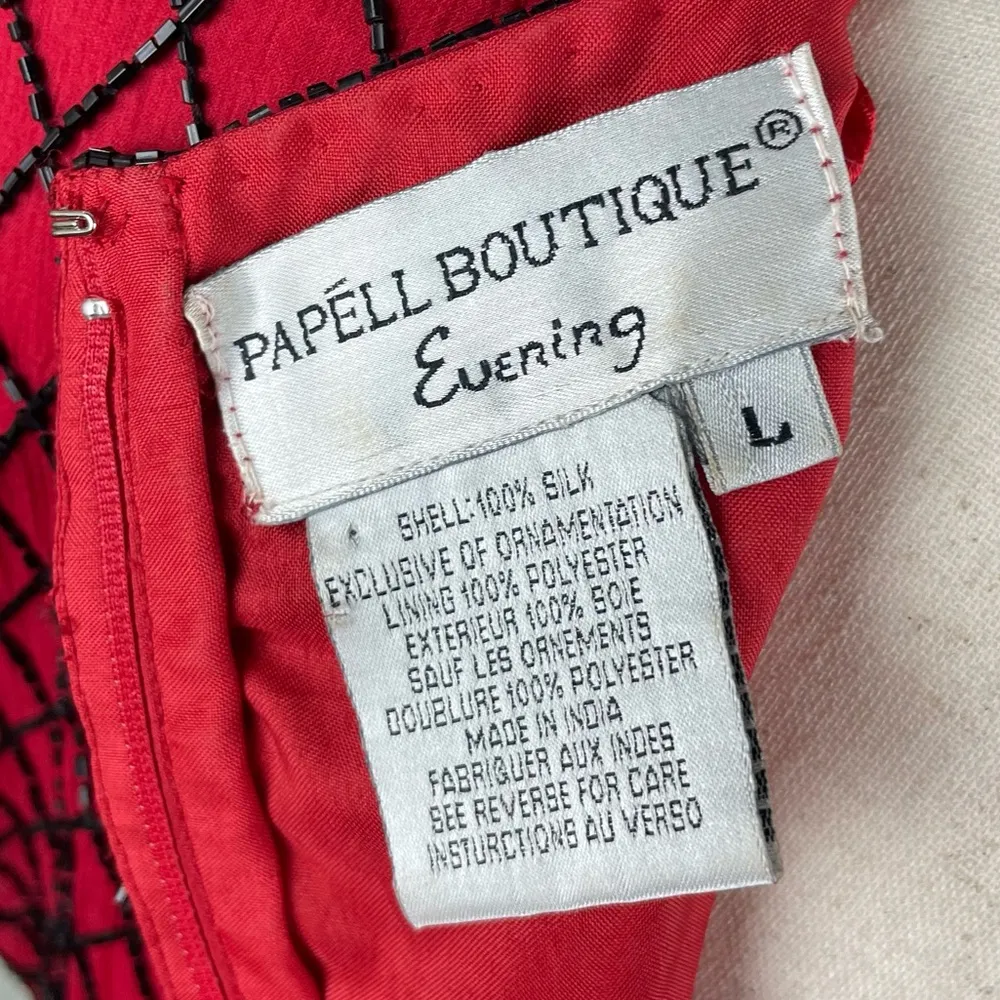 PAPÉLL BOUTIQUE®
Evening
L
SHELL:100% SILK
EXCLUSIVE OF ORNAMENTATION
LINING 100% POLYESTER
EXTERIEUR 100% SOIE
SAUF LES ORNEMENTS
DOUBLURE 100% POLYESTER
MADE IN INDIA
FABRIQUER AUX INDES
SEE REVERSE FOR CARE
INSTURCTIONS AU VERSO